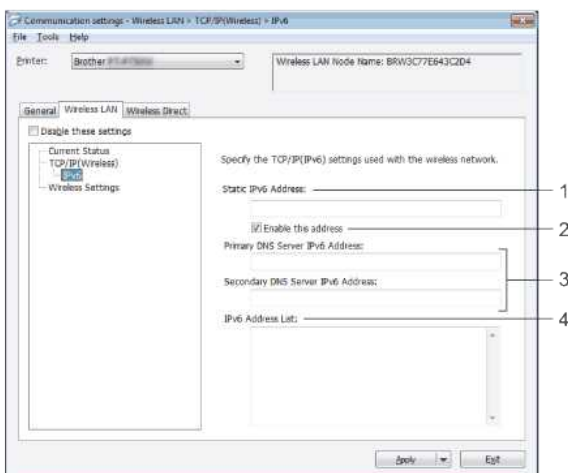 Communication settings - Wireless LAN > TCP/IP(Wireless) > IPv6
File Tools Help
Printer: Brother
Wireless LAN Node Name: BRW3C77E643C2D4
General Wireless LAN Wireless Direct
Disable these settings
Current Status
TCP/IP(Wireless)
IPv6
Wireless Settings
Specify the TCP/IP(IPv6) settings used with the wireless network.
Static IPv6 Address: 1
Enable this address 2
Primary DNS Server IPv6 Address:
3
Secondary DNS Server IPv6 Address:
IPv6 Address List: 4
Apply Exit